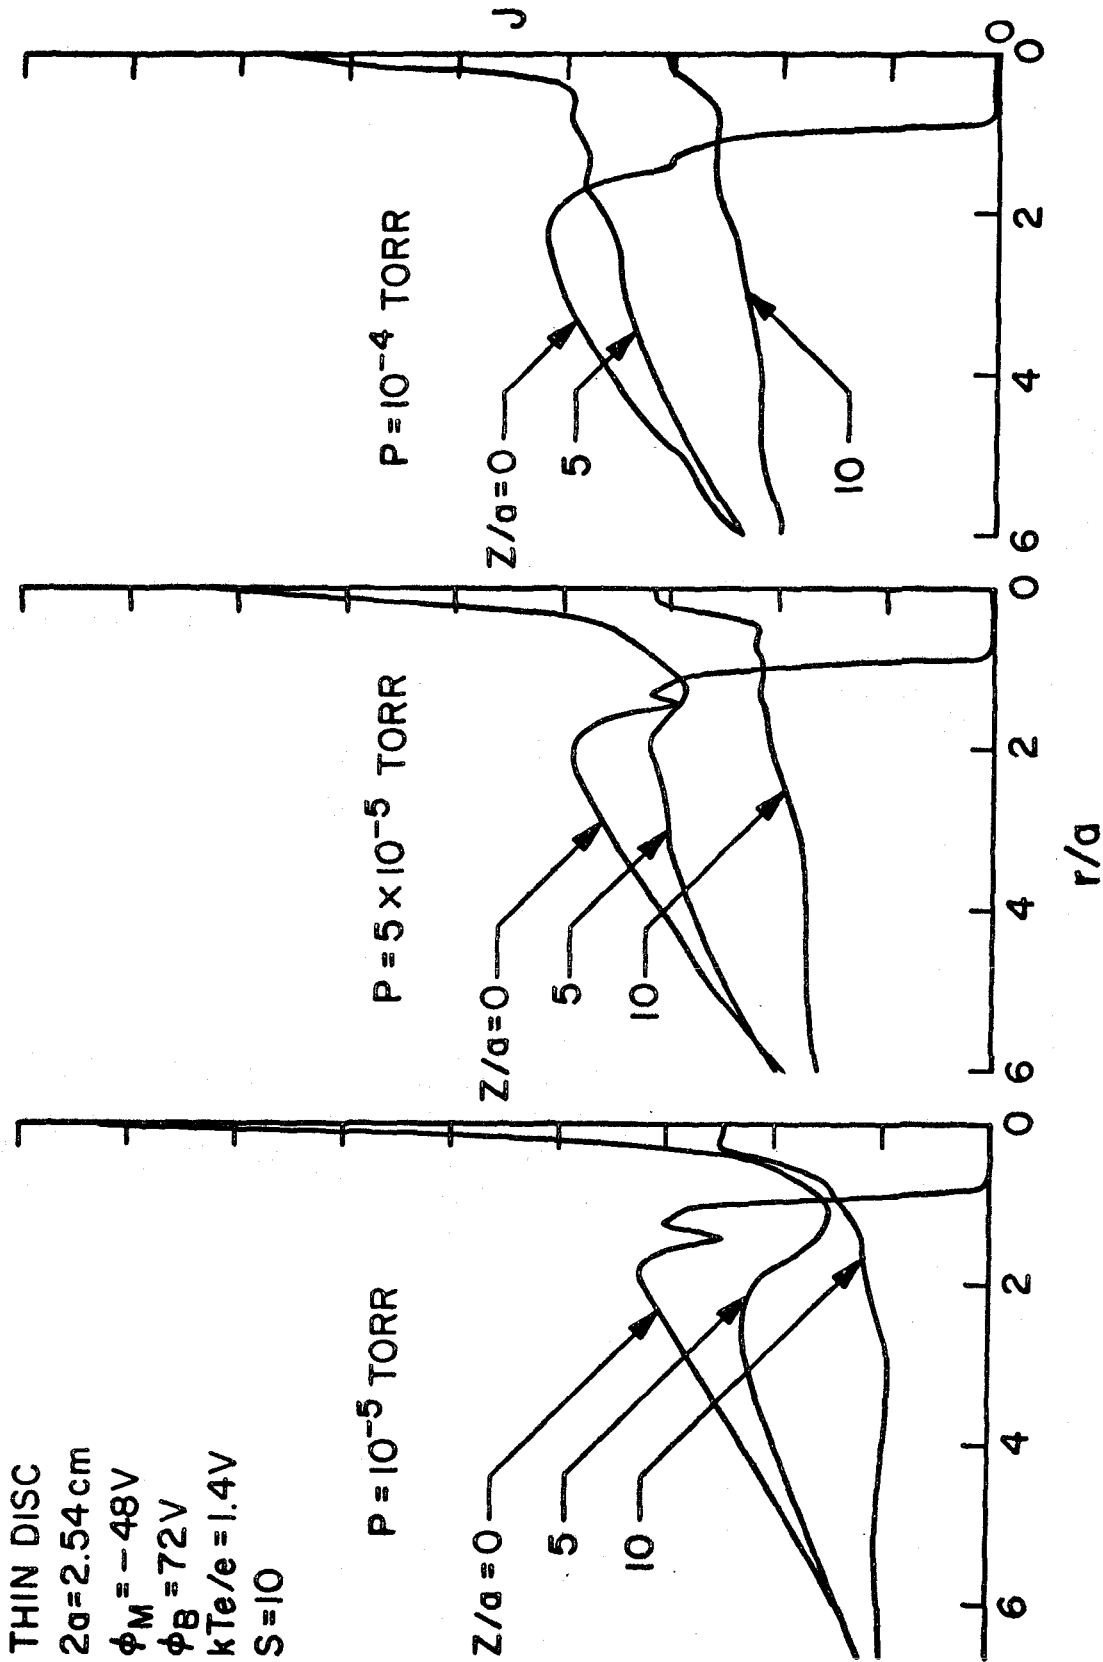 THIN DISC
2a=2.54cm
ϕM=-48V
ϕB=72V
kTe/e=1.4V
S=10
P=10⁻⁵ TORR
Z/a=0
5
10
6
4
2
0
P=5×10⁻⁵ TORR
Z/a=0
5
10
6
4
2
0
r/a
P=10⁻⁴ TORR
Z/a=0
5
10
6
4
2
0
0
J